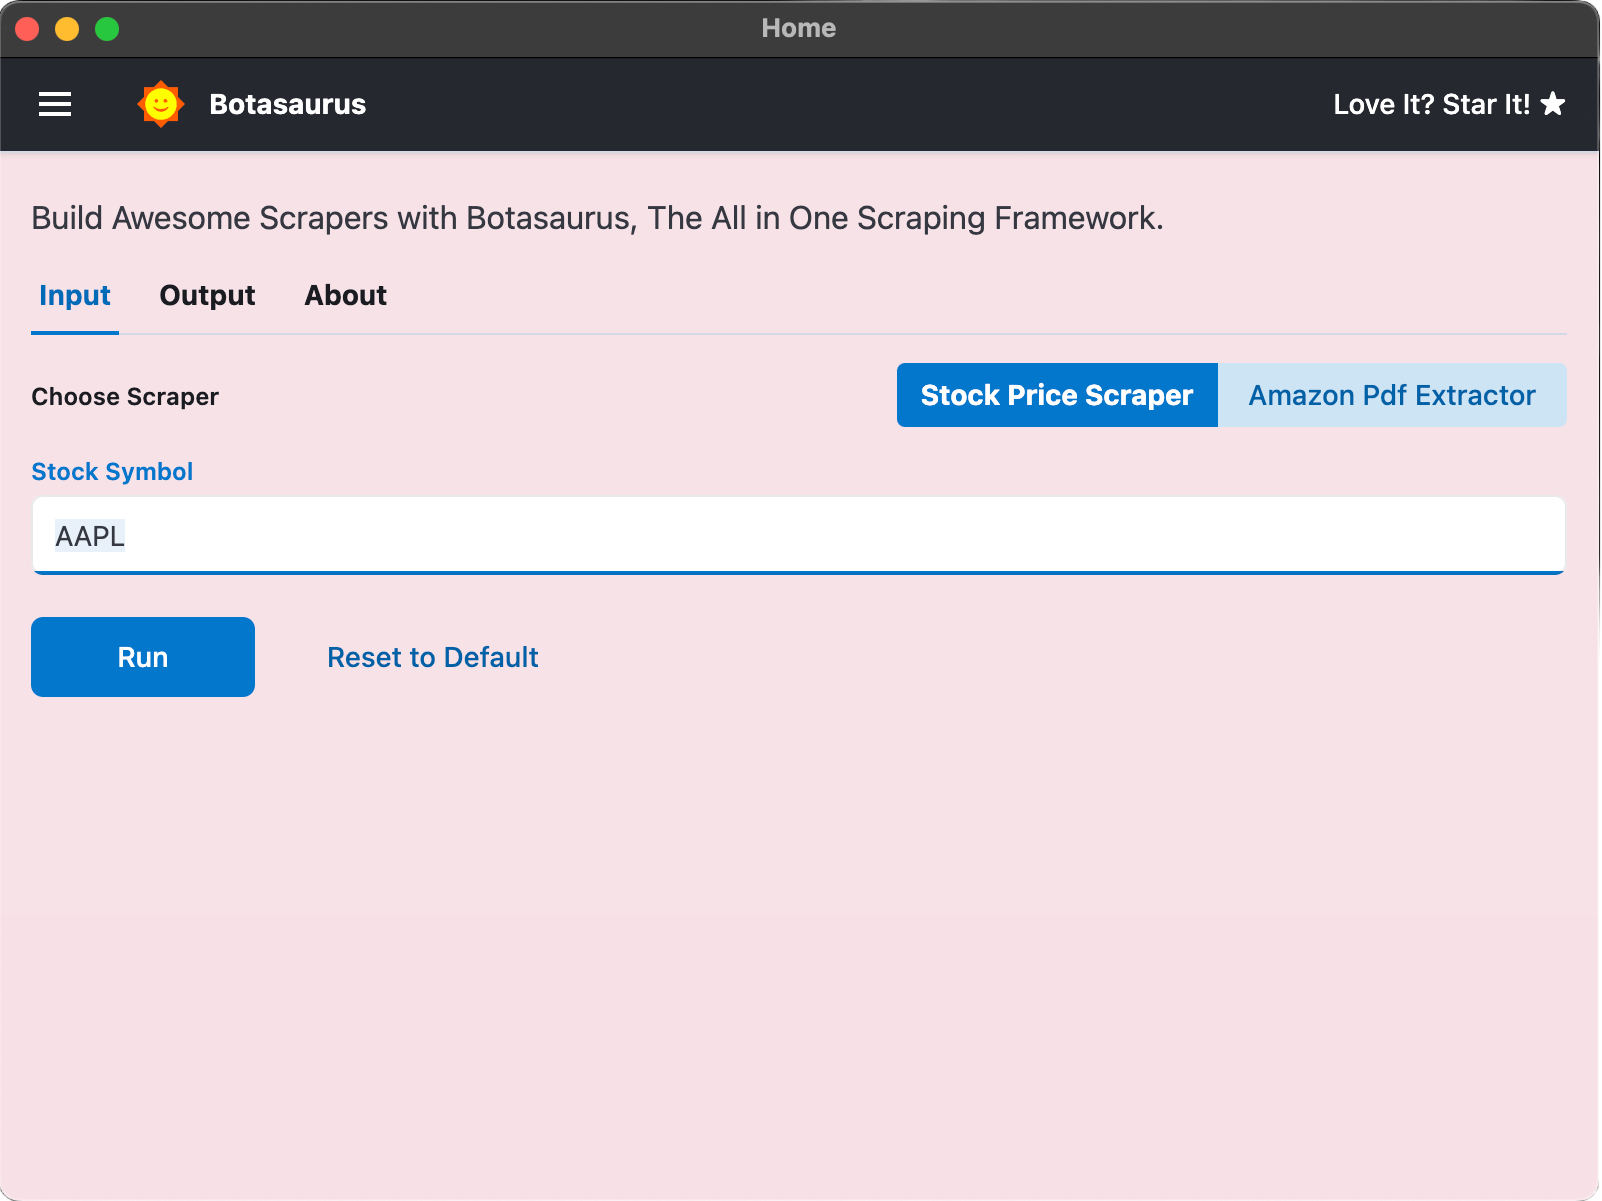 Home
Botasaurus
Love It? Star It!
Build Awesome Scrapers with Botasaurus, The All in One Scraping Framework.
Input Output About
Choose Scraper
Stock Price Scraper
Amazon Pdf Extractor
Stock Symbol
AAPL
Run
Reset to Default